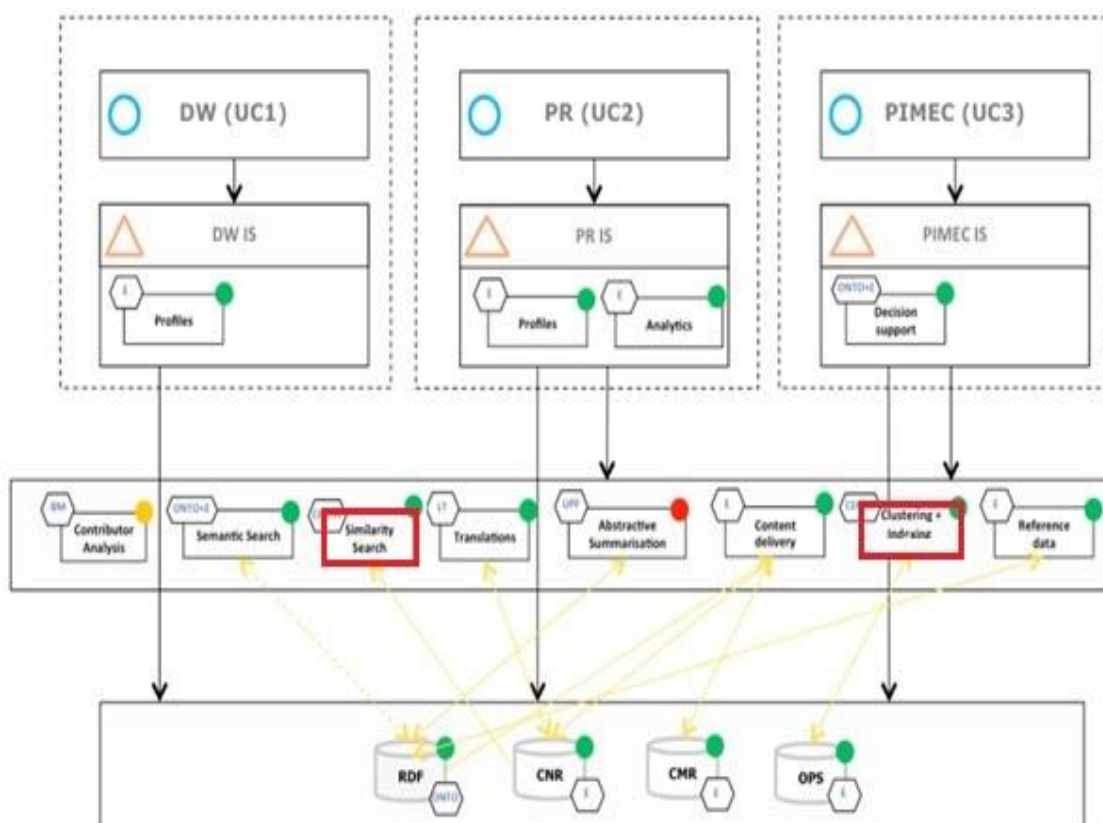 DW (UC1)
PR (UC2)
PIMEC (UC3)
DW IS
PR IS
PIMEC IS
E
Profiles
E
Profiles
E
Analytics
ONTO+E
Decision
support
BM
Contributor
Analysis
ONTO+E
Semantic Search
Similarity
Search
LT
Translations
UPF
Abstractive
Summarisation
E
Content
delivery
Clustering +
Indexing
E
Reference
data
RDF
ONTO
CNR
E
CMR
E
OPS
E